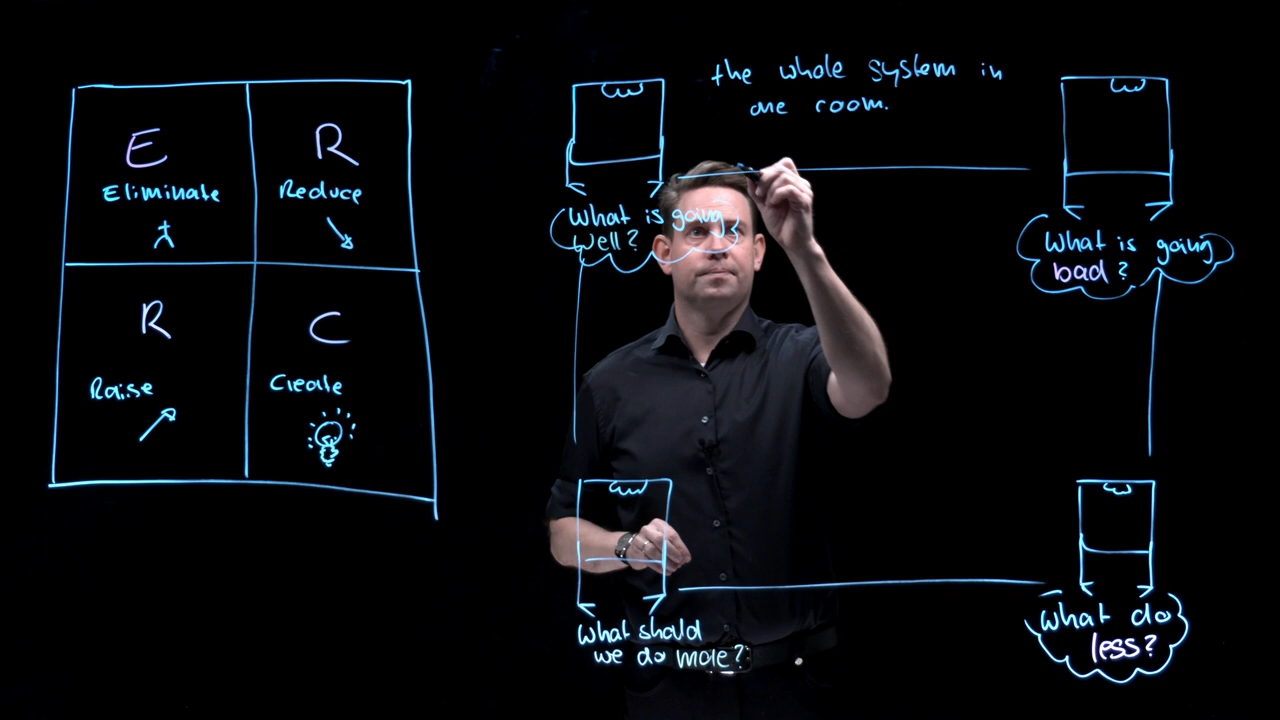 E
Eliminate
R
Reduce
R
Raise
C
Create
the whole system in
one room.
What is going
well?
What is going
bad?
What should
we do more?
What do
less?